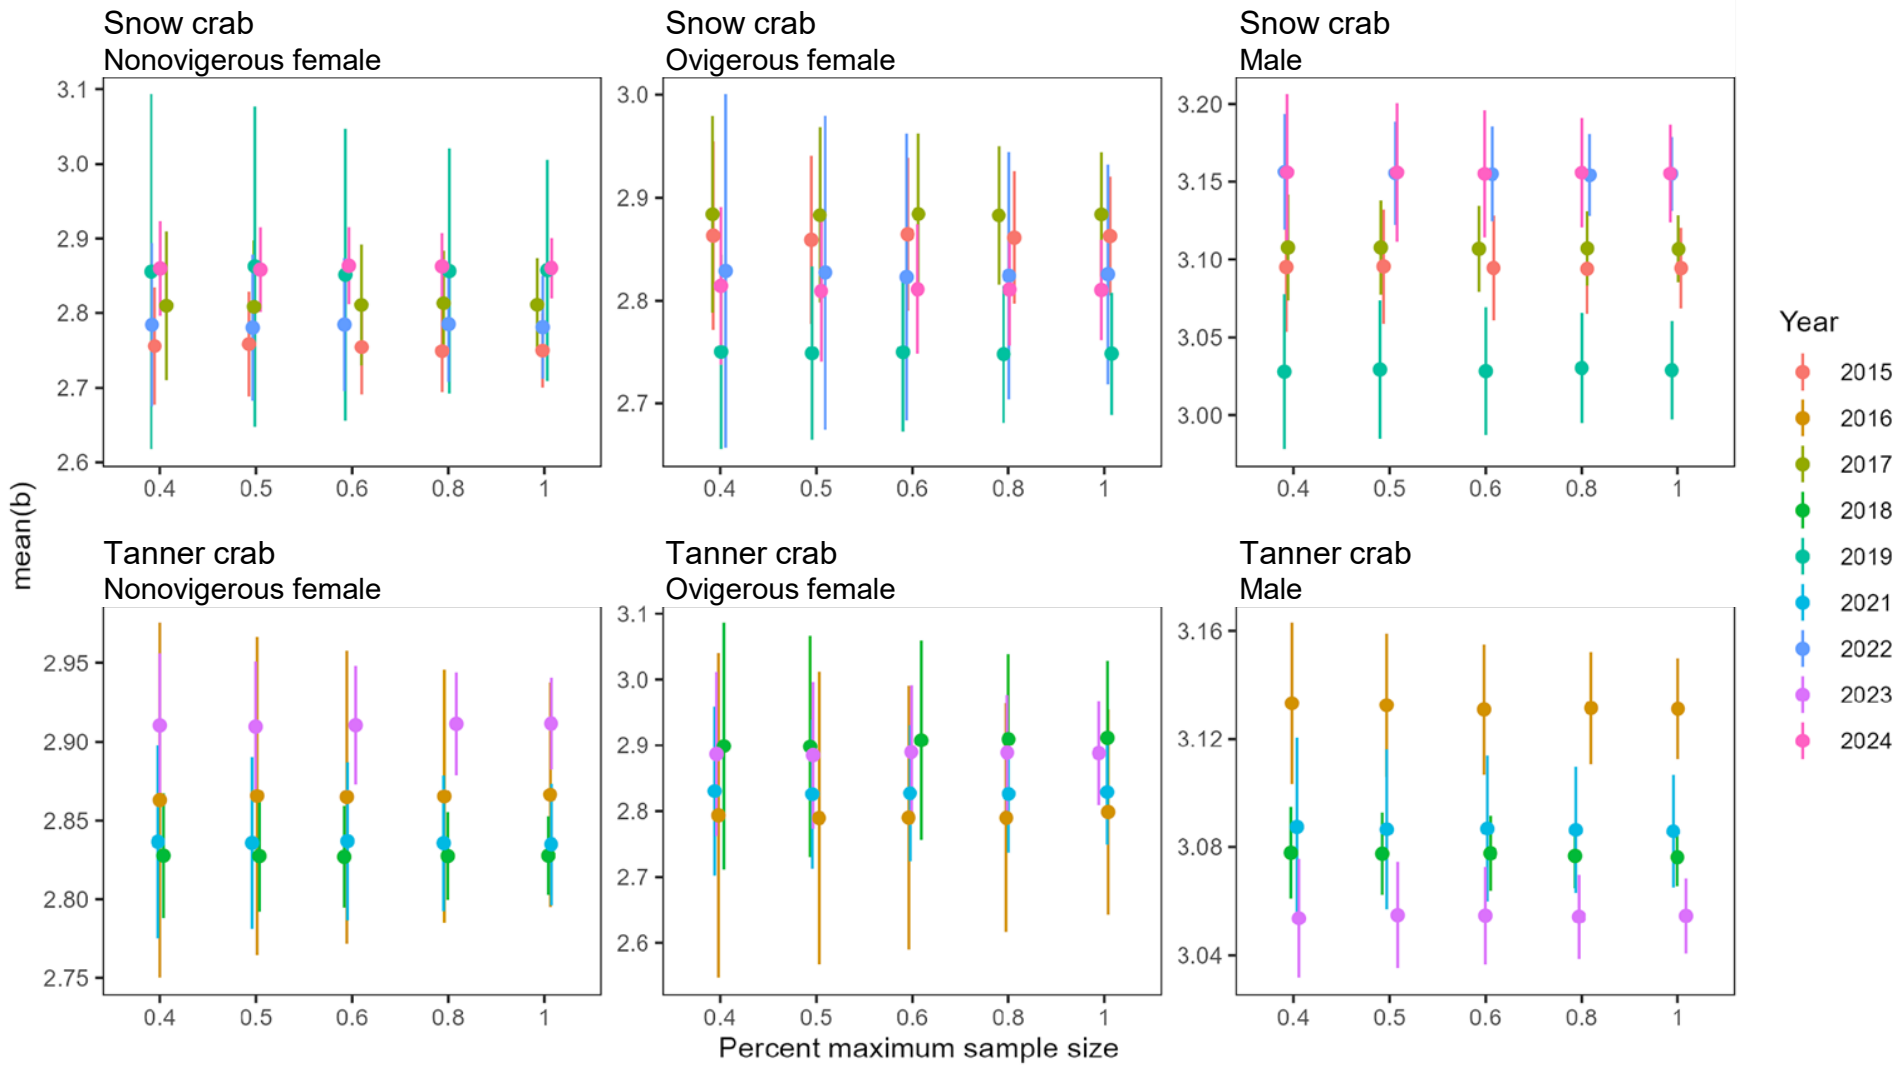 Snow crab
Nonovigerous female
Snow crab
Ovigerous female
Snow crab
Male
3.1
3.0
2.9
2.8
2.7
2.6
0.4 0.5 0.6 0.8 1
3.0
2.9
2.8
2.7
0.4 0.5 0.6 0.8 1
3.20
3.15
3.10
3.05
3.00
0.4 0.5 0.6 0.8 1
mean(b)
Tanner crab
Nonovigerous female
Tanner crab
Ovigerous female
Tanner crab
Male
2.95
2.90
2.85
2.80
2.75
0.4 0.5 0.6 0.8 1
3.1
3.0
2.9
2.8
2.7
2.6
0.4 0.5 0.6 0.8 1
3.16
3.12
3.08
3.04
0.4 0.5 0.6 0.8 1
Percent maximum sample size
Year
2015
2016
2017
2018
2019
2021
2022
2023
2024